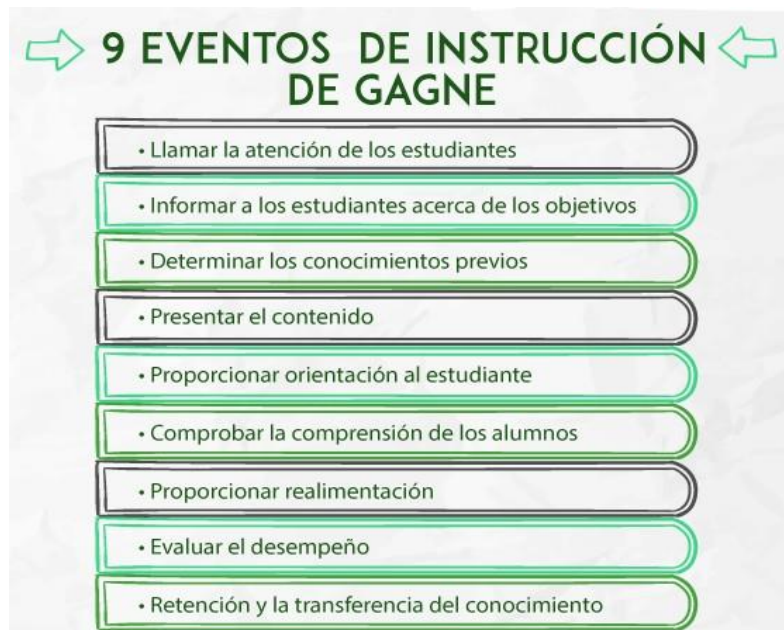 9 EVENTOS DE INSTRUCCIÓN
DE GAGNE
• Llamar la atención de los estudiantes
• Informar a los estudiantes acerca de los objetivos
• Determinar los conocimientos previos
• Presentar el contenido
• Proporcionar orientación al estudiante
• Comprobar la comprensión de los alumnos
• Proporcionar realimentación
• Evaluar el desempeño
• Retención y la transferencia del conocimiento